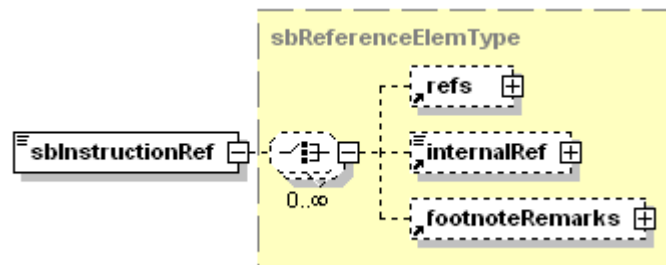 sbReferenceElemType
refs
sbInstructionRef
internalRef
0..∞
footnoteRemarks